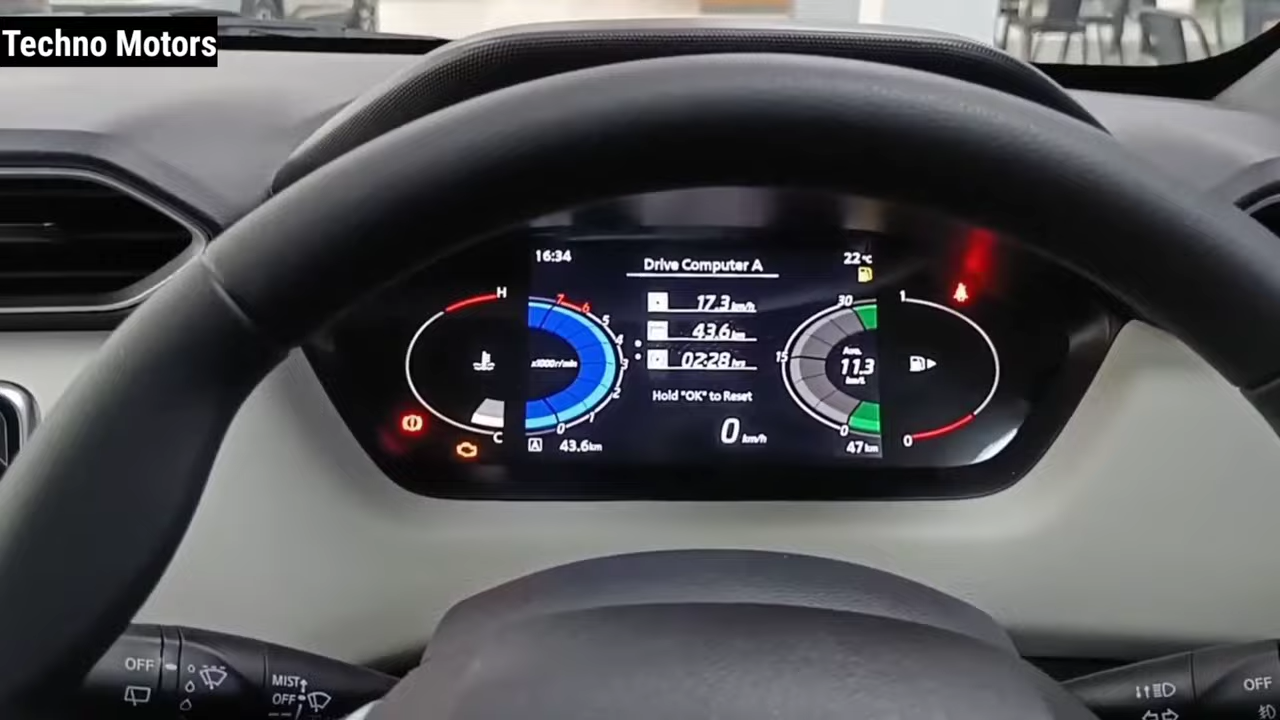 Techno Motors
16:34
Drive Computer A
22°C
17.3 km/h
43.6 km
02:28 hrs
Hold "OK" to Reset
0 km/h
H
C
7
6
5
4
3
2
1
0
x1000r/min
A
43.6km
30
15
0
Ave.
11.3
km/L
47 km
1
0
OFF
MIST
OFF
OFF